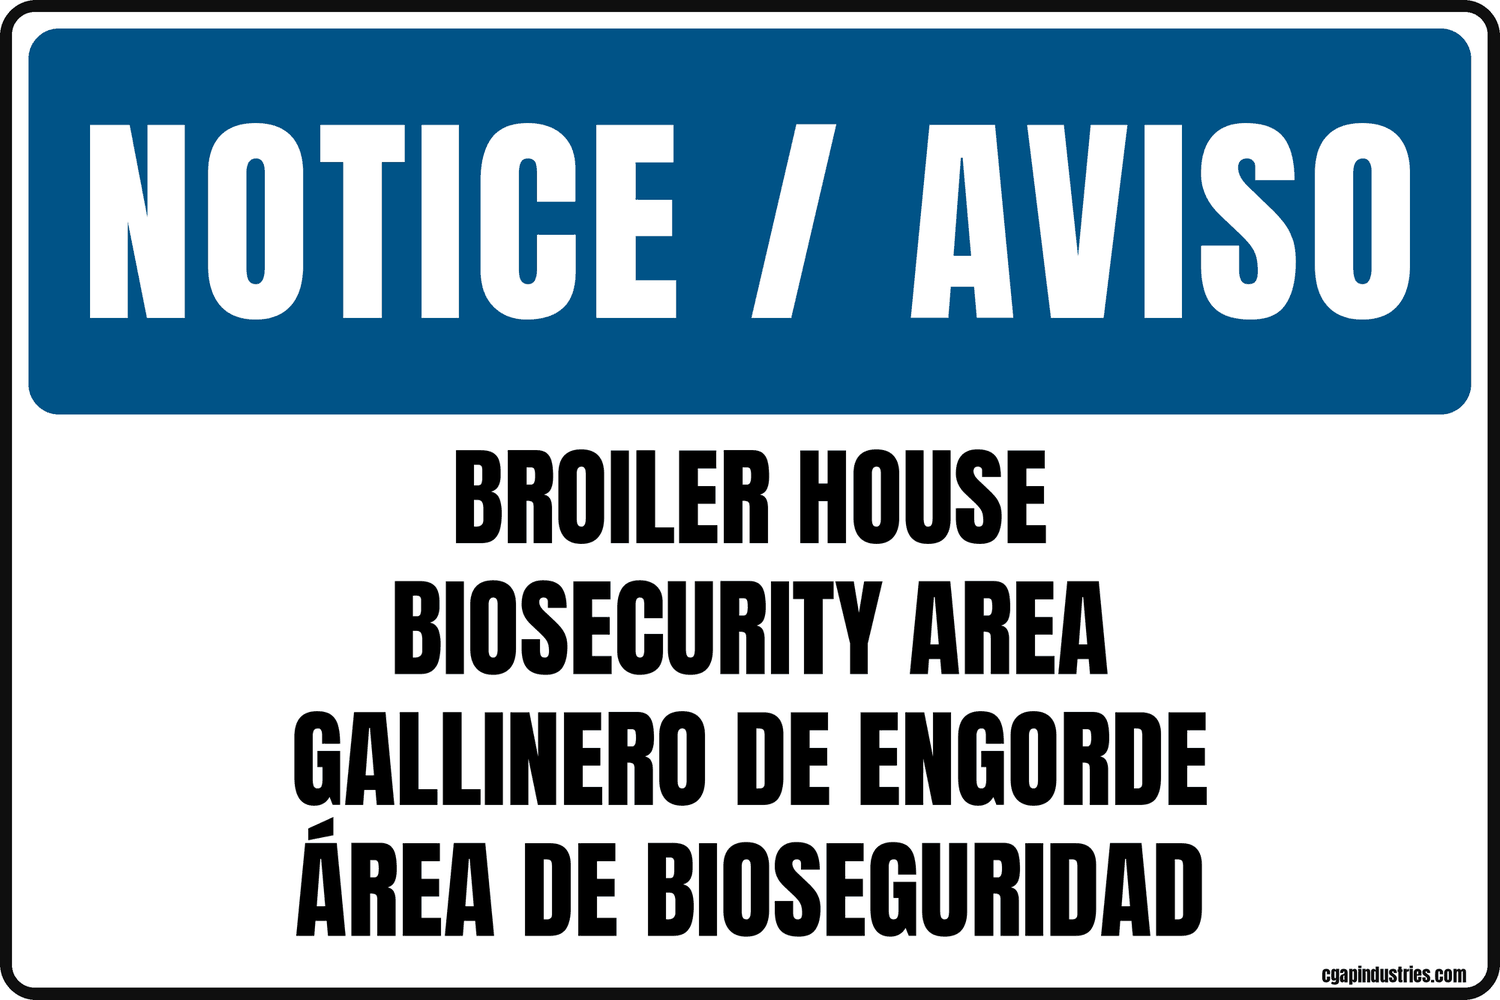 NOTICE / AVISO
BROILER HOUSE
BIOSECURITY AREA
GALLINERO DE ENGORDE
ÁREA DE BIOSEGURIDAD
cgapindustries.com